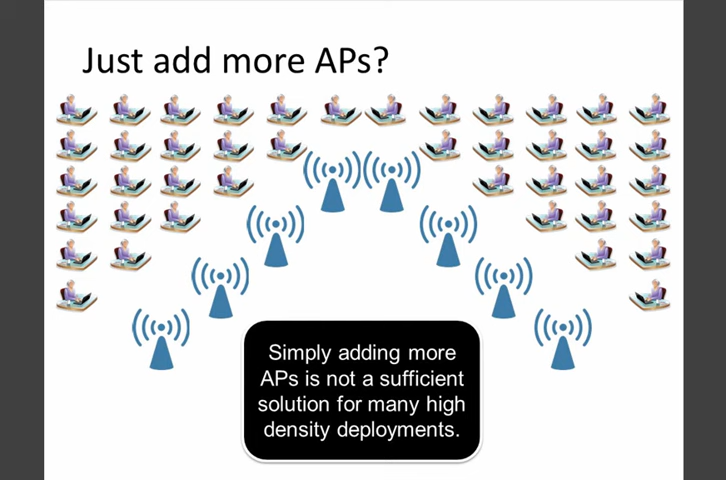 Just add more APs?
Simply adding more
APs is not a sufficient
solution for many high
density deployments.